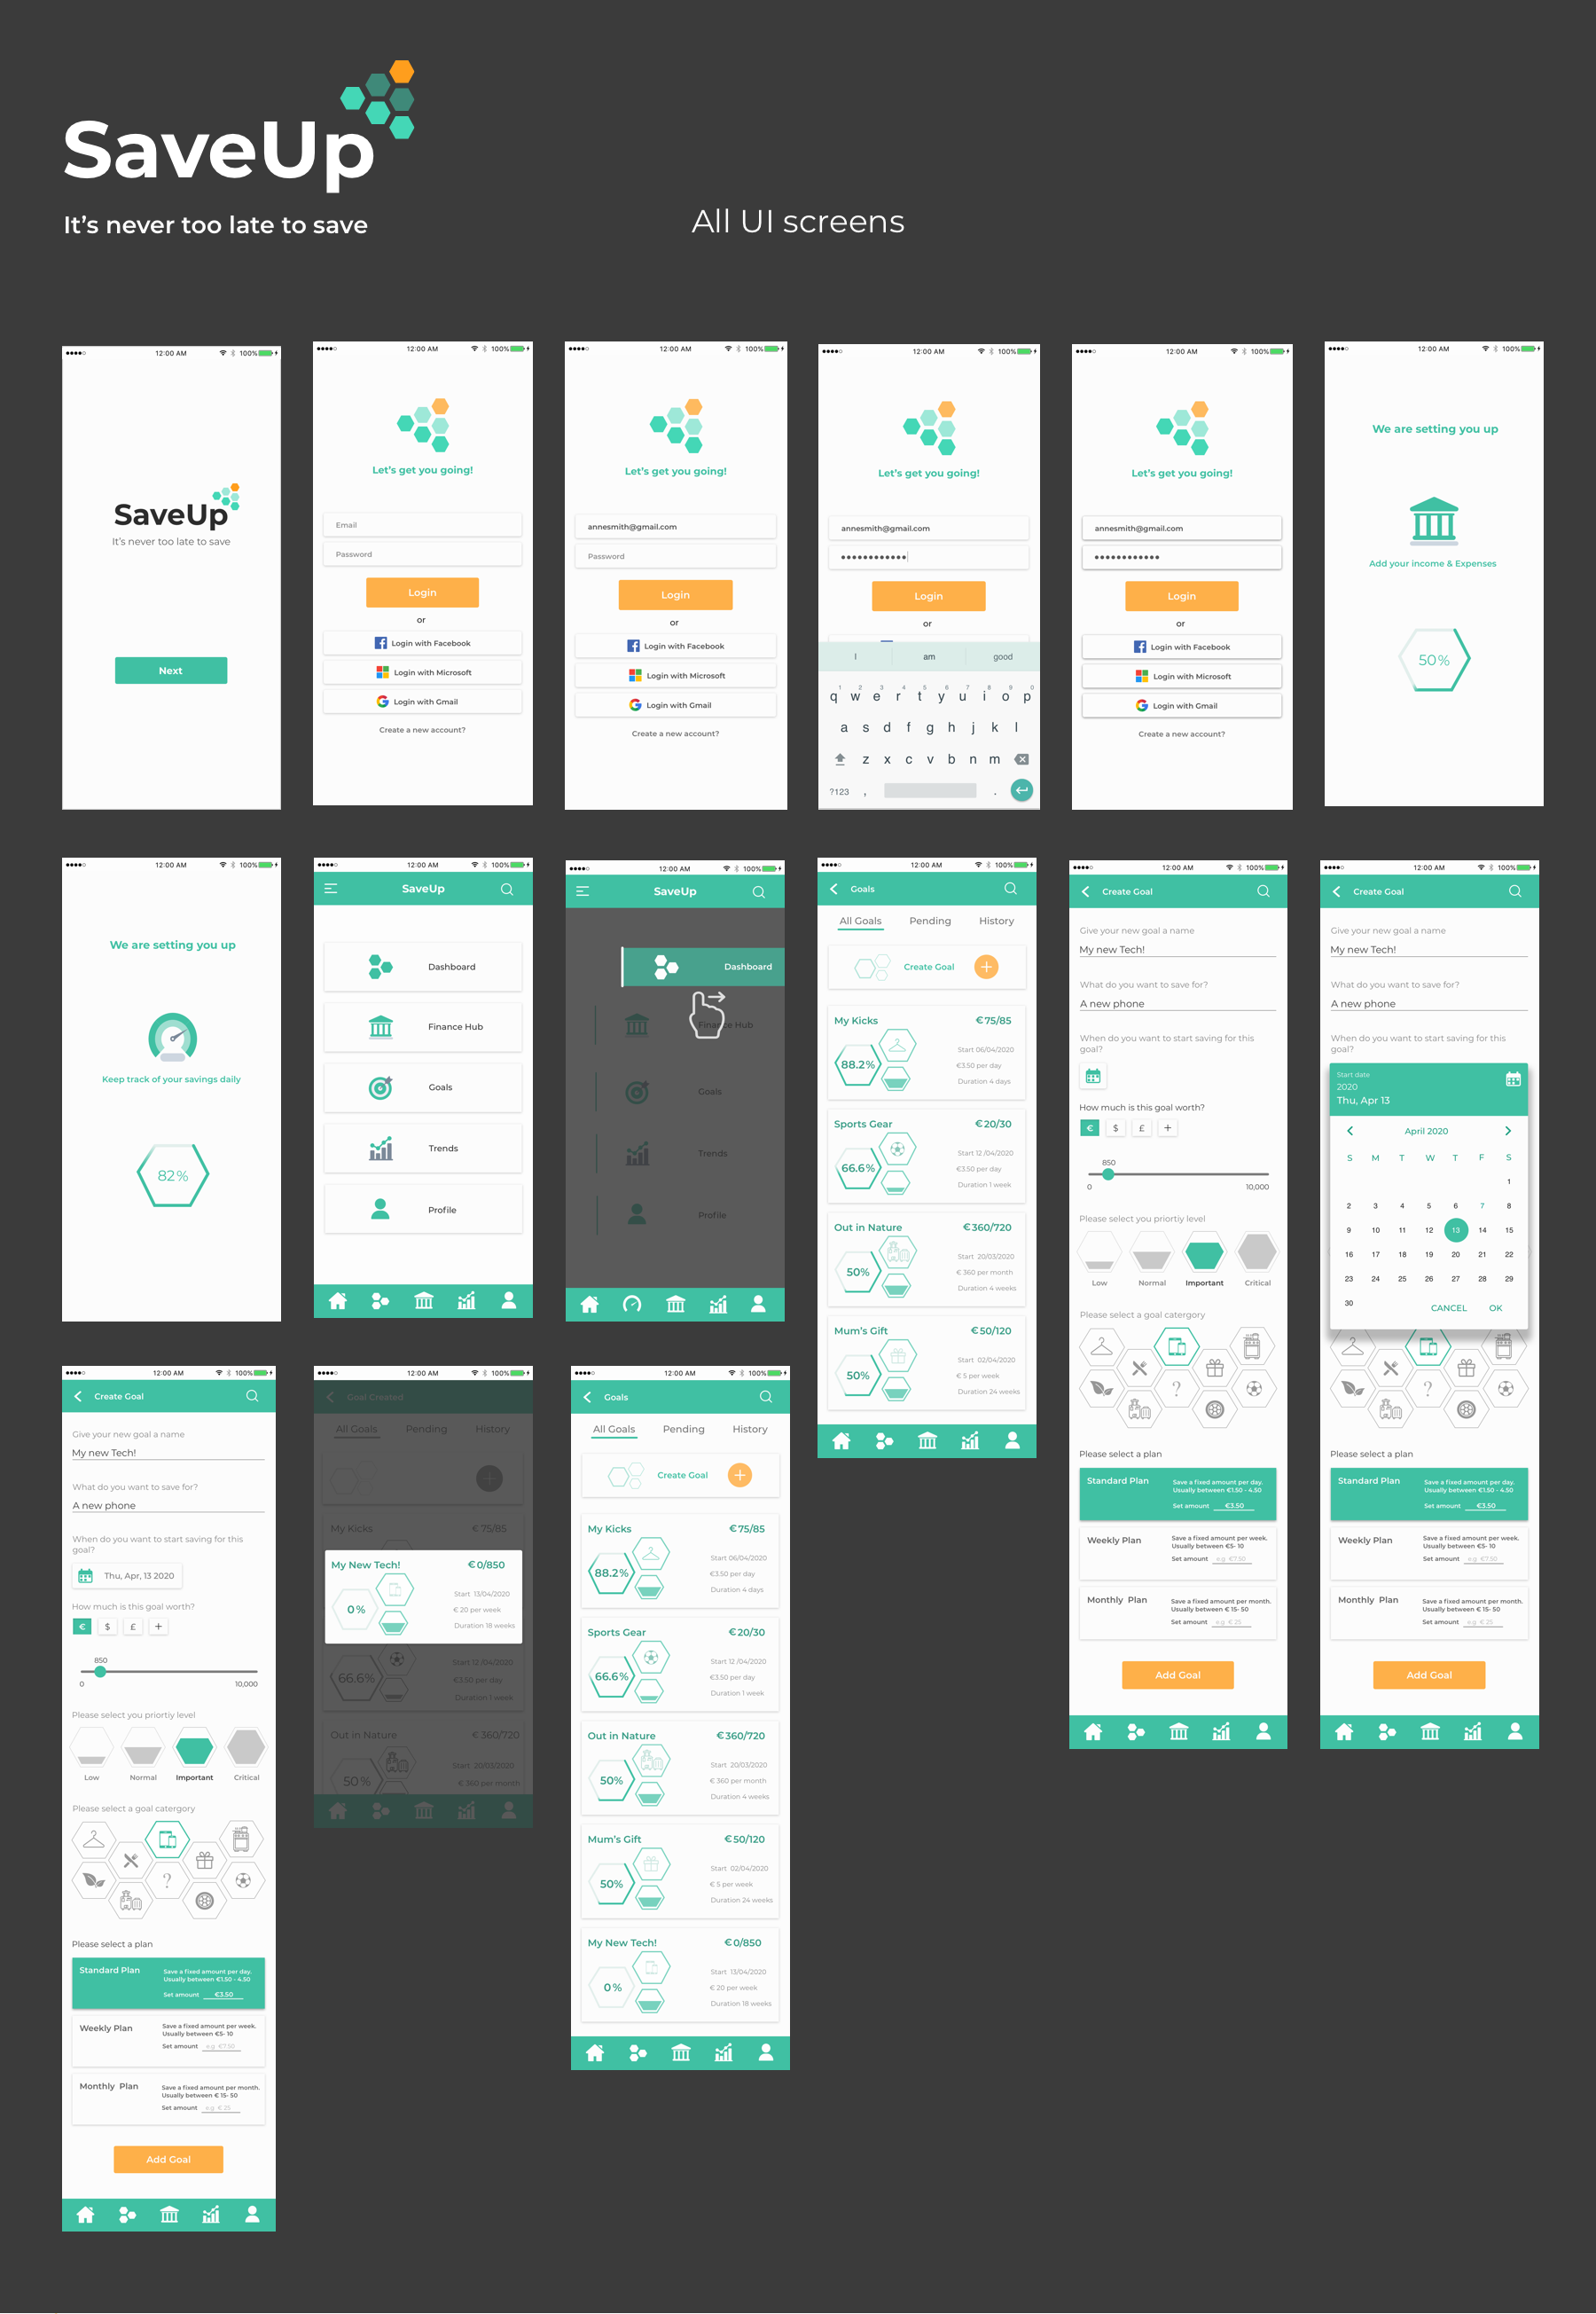 SaveUp
It's never too late to save
All UI screens
12:00 AM 100%
SaveUp
It's never too late to save
Next
12:00 AM 100%
Let's get you going!
Email
Password
Login
or
Login with Facebook
Login with Microsoft
Login with Gmail
Create a new account?
12:00 AM 100%
Let's get you going!
annesmith@gmail.com
Password
Login
or
Login with Facebook
Login with Microsoft
Login with Gmail
Create a new account?
12:00 AM 100%
Let's get you going!
annesmith@gmail.com
Login
or
I am good
1 2 3 4 5 6 7 8 9 0
q w e r t y u i o p
a s d f g h j k l
z x c v b n m
?123 , .
12:00 AM 100%
Let's get you going!
annesmith@gmail.com
Login
or
Login with Facebook
Login with Microsoft
Login with Gmail
Create a new account?
12:00 AM 100%
We are setting you up
Add your income & Expenses
50%
12:00 AM 100%
We are setting you up
Keep track of your savings daily
82%
12:00 AM 100%
SaveUp
Dashboard
Finance Hub
Goals
Trends
Profile
12:00 AM 100%
SaveUp
Dashboard
Finance Hub
Goals
Trends
Profile
12:00 AM 100%
Goals
All Goals Pending History
Create Goal
My Kicks €75/85
88.2%
Start 06/04/2020
€3.50 per day
Duration 4 days
Sports Gear €20/30
66.6%
Start 12 /04/2020
€3.50 per day
Duration 1 week
Out in Nature €360/720
50%
Start 20/03/2020
€ 360 per month
Duration 4 weeks
Mum's Gift €50/120
50%
Start 02/04/2020
€ 5 per week
Duration 24 weeks
12:00 AM 100%
Create Goal
Give your new goal a name
My new Tech!
What do you want to save for?
A new phone
When do you want to start saving for this
goal?
How much is this goal worth?
€ $ £ +
850
0 10,000
Please select you priortiy level
Low Normal Important Critical
Please select a goal catergory
?
Please select a plan
Standard Plan
Save a fixed amount per day.
Usually between €1.50 - 4.50
Set amount €3.50
Weekly Plan
Save a fixed amount per week.
Usually between €5- 10
Set amount e.g €7.50
Monthly Plan
Save a fixed amount per month.
Usually between € 15- 50
Set amount e.g. € 25
Add Goal
12:00 AM 100%
Create Goal
Give your new goal a name
My new Tech!
What do you want to save for?
A new phone
When do you want to start saving for this
goal?
Start date
2020
Thu, Apr 13
April 2020
S M T W T F S
1
2 3 4 5 6 7 8
9 10 11 12 13 14 15
16 17 18 19 20 21 22
23 24 25 26 27 28 29
30
CANCEL OK
?
Please select a plan
Standard Plan
Save a fixed amount per day.
Usually between €1.50 - 4.50
Set amount €3.50
Weekly Plan
Save a fixed amount per week.
Usually between €5- 10
Set amount e.g €7.50
Monthly Plan
Save a fixed amount per month.
Usually between € 15- 50
Set amount e.g. € 25
Add Goal
12:00 AM 100%
Create Goal
Give your new goal a name
My new Tech!
What do you want to save for?
A new phone
When do you want to start saving for this
goal?
Thu, Apr, 13 2020
How much is this goal worth?
€ $ £ +
850
0 10,000
Please select you priortiy level
Low Normal Important Critical
Please select a goal catergory
?
Please select a plan
Standard Plan
Save a fixed amount per day.
Usually between €1.50 - 4.50
Set amount €3.50
Weekly Plan
Save a fixed amount per week.
Usually between €5- 10
Set amount e.g €7.50
Monthly Plan
Save a fixed amount per month.
Usually between € 15- 50
Set amount e.g. € 25
Add Goal
12:00 AM 100%
Goal Created
All Goals Pending History
My Kicks € 75/85
My New Tech! €0/850
0%
Start 13/04/2020
€ 20 per week
Duration 18 weeks
66.6%
Start 12 /04/2020
€3.50 per day
Duration 1 week
Out in Nature € 360/720
50%
Start 20/03/2020
€ 360 per month
12:00 AM 100%
Goals
All Goals Pending History
Create Goal
My Kicks €75/85
88.2%
Start 06/04/2020
€3.50 per day
Duration 4 days
Sports Gear €20/30
66.6%
Start 12 /04/2020
€3.50 per day
Duration 1 week
Out in Nature €360/720
50%
Start 20/03/2020
€ 360 per month
Duration 4 weeks
Mum's Gift €50/120
50%
Start 02/04/2020
€ 5 per week
Duration 24 weeks
My New Tech! €0/850
0%
Start 13/04/2020
€ 20 per week
Duration 18 weeks